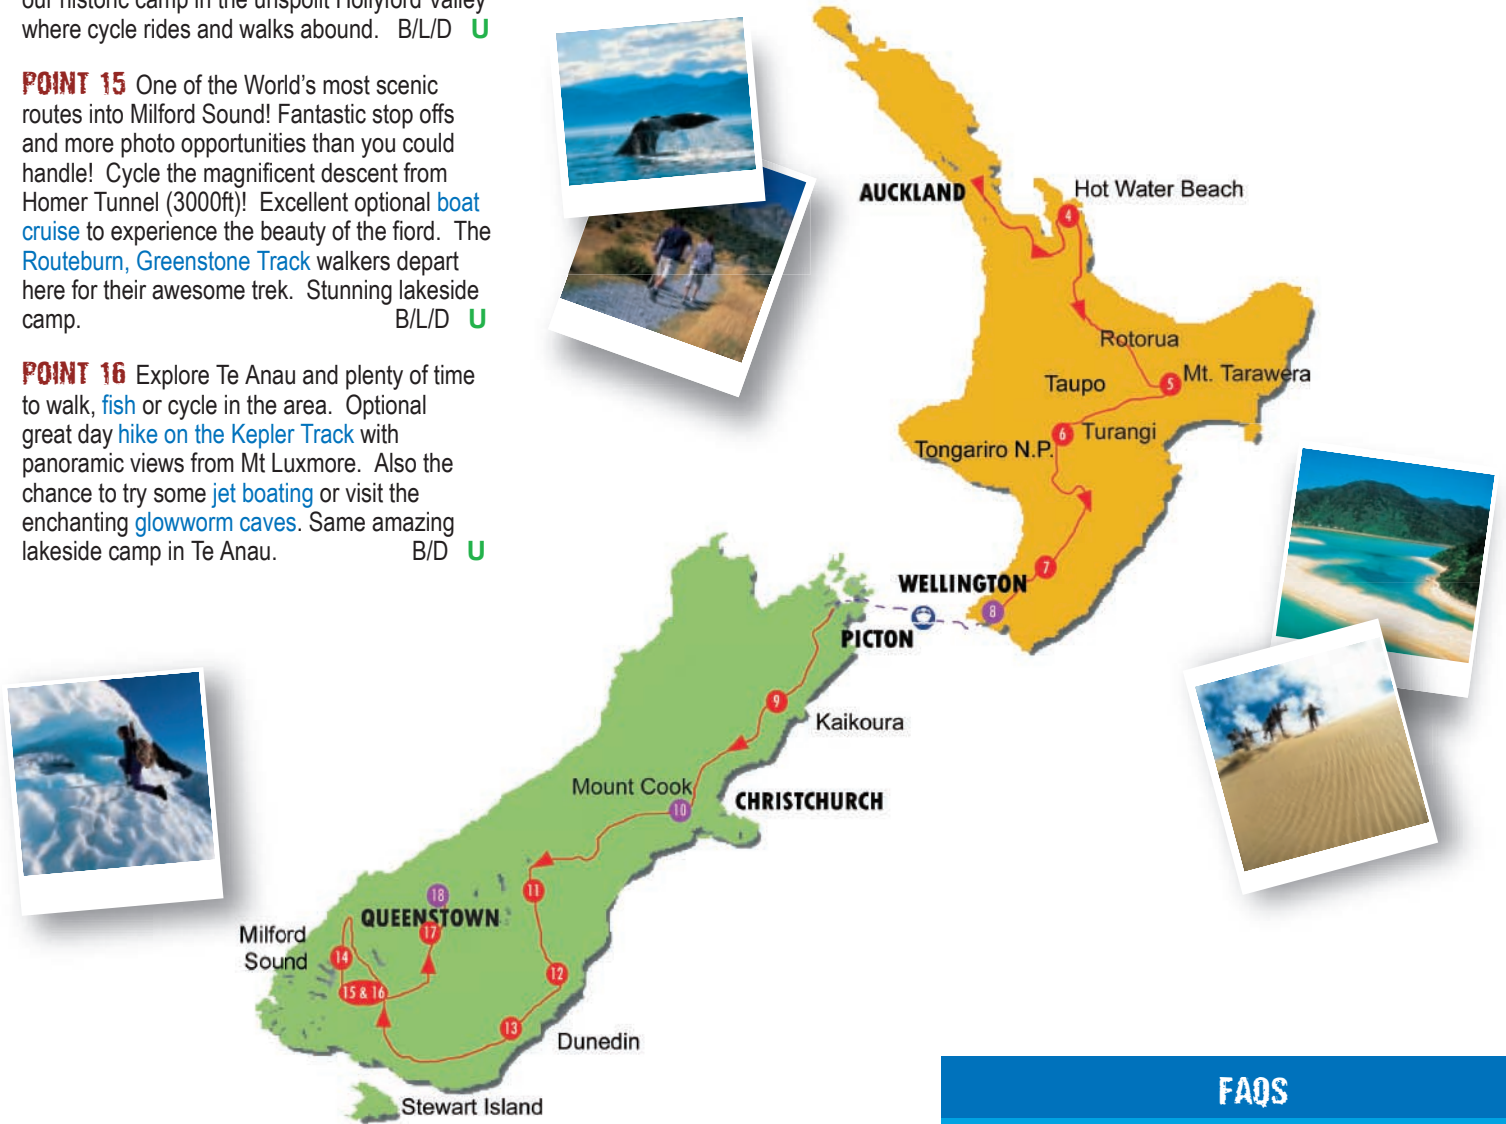 our historic camp in the unspoilt Hollyford Valley
where cycle rides and walks abound. B/L/D U
POINT 15 One of the World's most scenic
routes into Milford Sound! Fantastic stop offs
and more photo opportunities than you could
handle! Cycle the magnificent descent from
Homer Tunnel (3000ft)! Excellent optional boat
cruise to experience the beauty of the fiord. The
Routeburn, Greenstone Track walkers depart
here for their awesome trek. Stunning lakeside
camp. B/L/D U
POINT 16 Explore Te Anau and plenty of time
to walk, fish or cycle in the area. Optional
great day hike on the Kepler Track with
panoramic views from Mt Luxmore. Also the
chance to try some jet boating or visit the
enchanting glowworm caves. Same amazing
lakeside camp in Te Anau. B/D U
AUCKLAND
Hot Water Beach
4
Rotorua
Taupo
5
Mt. Tarawera
6
Turangi
Tongariro N.P.
7
WELLINGTON
8
PICTON
9
Kaikoura
Mount Cook
10
CHRISTCHURCH
11
18
QUEENSTOWN
17
Milford
Sound
14
15 & 16
12
13
Dunedin
Stewart Island
FAQS